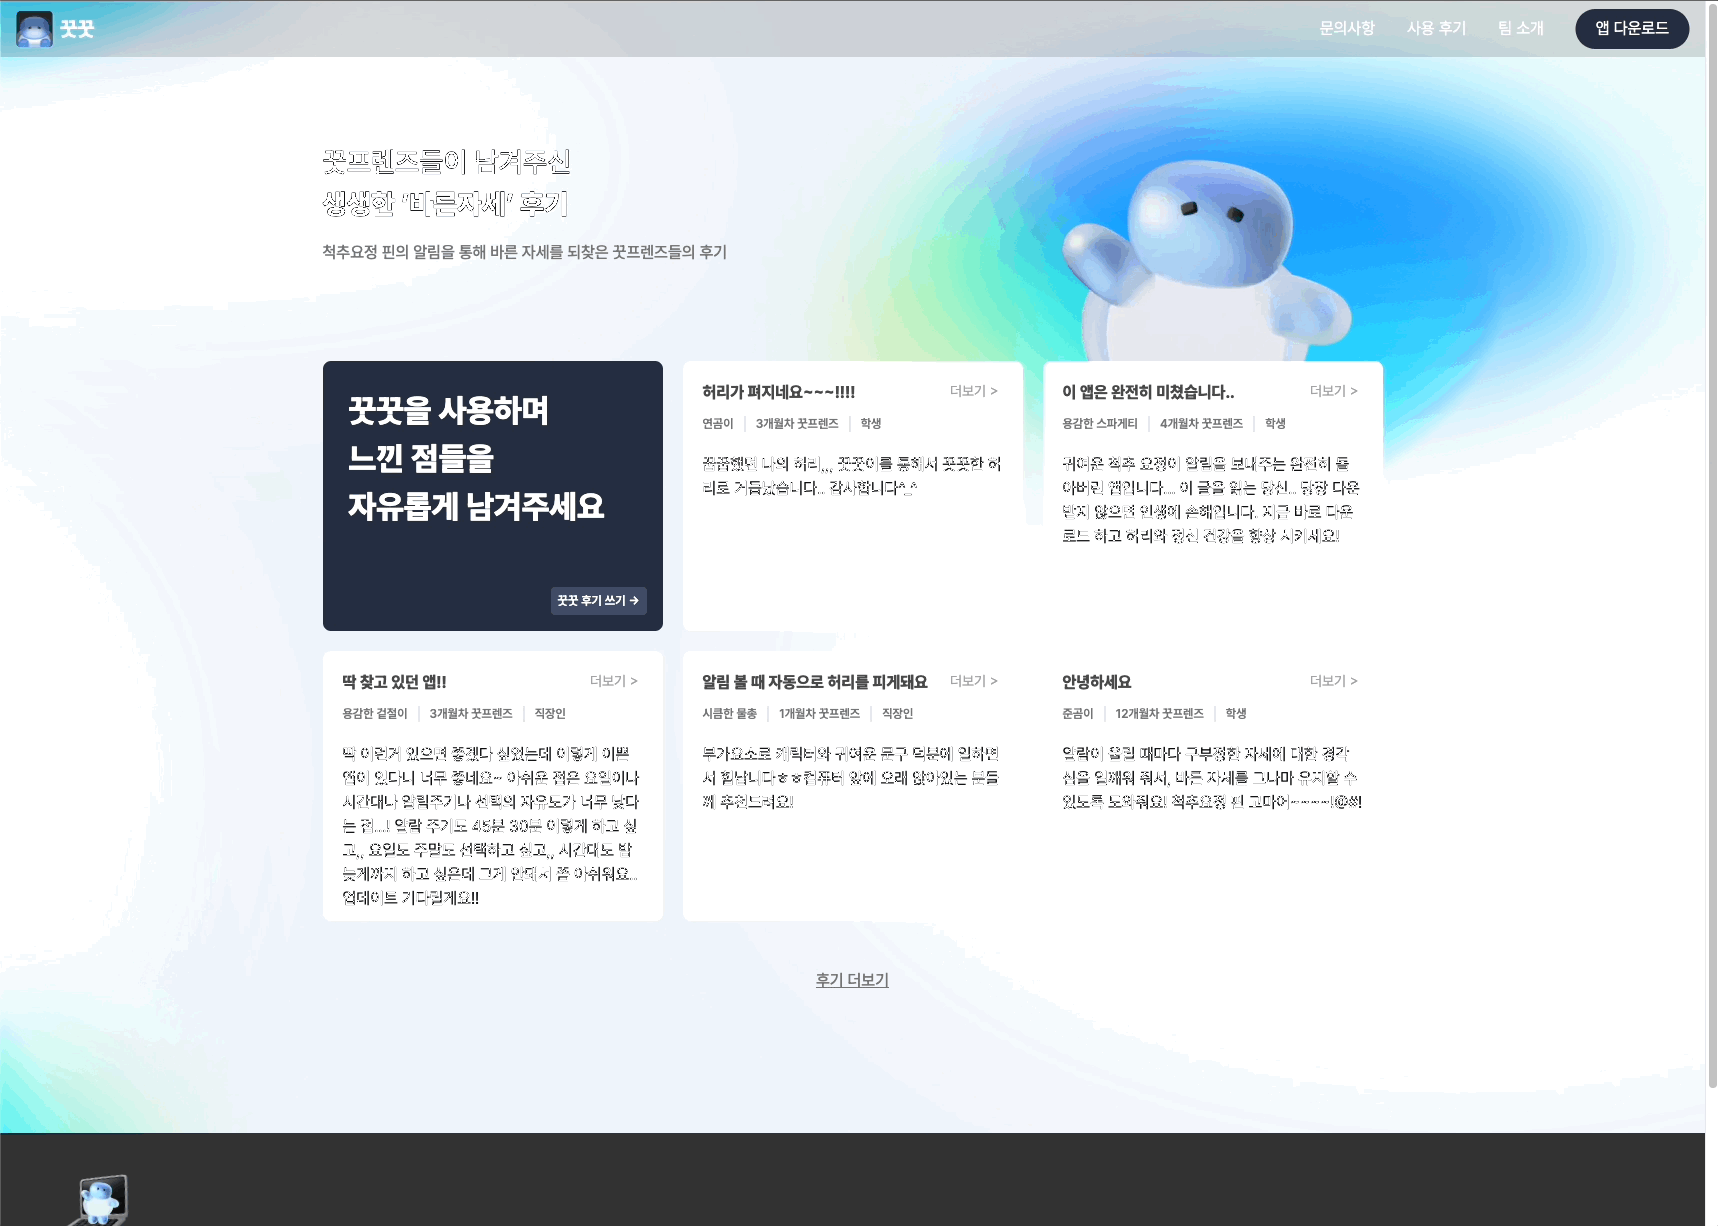 꿋꿋
문의사항
사용 후기
팀 소개
앱 다운로드
꿋프렌즈들이 남겨주신
생생한 '바른자세' 후기
척추요정 핀의 알림을 통해 바른 자세를 되찾은 꿋프렌즈들의 후기
꿋꿋을 사용하며
느낀 점들을
자유롭게 남겨주세요
꿋꿋 후기 쓰기 →
허리가 펴지네요~~~!!!!
더보기 >
연곰이
3개월차 꿋프렌즈
학생
꼽꼽했던 나의 허리,,, 꿋꿋이를 통해서 꼿꼿한 허
리로 거듭났습니다.. 감사합니다^_^
이 앱은 완전히 미쳤습니다..
더보기 >
용감한 스파게티
4개월차 꿋프렌즈
학생
귀여운 척추 요정이 알림을 보내주는 완전히 돌
아버린 앱입니다.... 이 글을 읽는 당신... 당장 다운
받지 않으면 인생에 손해입니다. 지금 바로 다운
로드 하고 허리와 정신 건강을 향상 시키세요!
딱 찾고 있던 앱!!
더보기 >
용감한 겉절이
3개월차 꿋프렌즈
직장인
딱 이런거 있으면 좋겠다 싶었는데 이렇게 이쁜
앱이 있다니 너무 좋네요~ 아쉬운 점은 요일이나
시간대나 알림주기나 선택의 자유도가 너무 낮다
는 점...! 알람 주기도 45분 30분 이렇게 하고 싶
고,, 요일도 주말도 선택하고 싶고,, 시간대도 밤
늦게까지 하고 싶은데 그게 안돼서 쫌 아쉬워요...
업데이트 기다릴게요!!
알림 볼 때 자동으로 허리를 피게돼요
더보기 >
시큼한 물총
1개월차 꿋프렌즈
직장인
부가요소로 캐릭터와 귀여운 문구 덕분에 일하면
서 힘납니다ㅎㅎ컴퓨터 앞에 오래 앉아있는 분들
께 추천드려요!
안녕하세요
더보기 >
준곰이
12개월차 꿋프렌즈
학생
알람이 울릴 때마다 구부정한 자세에 대한 경각
심을 일깨워 줘서, 바른 자세를 그나마 유지할 수
있도록 도와줘요! 척추요정 핀 고마어~~~~!@#!
후기 더보기